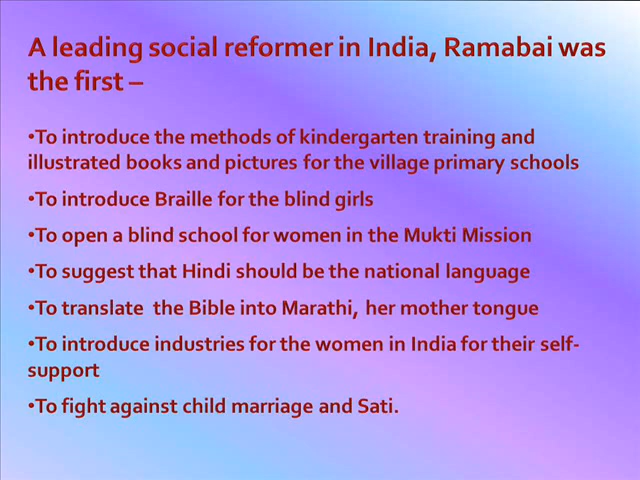 A leading social reformer in India, Ramabai was
the first –
•To introduce the methods of kindergarten training and
illustrated books and pictures for the village primary schools
•To introduce Braille for the blind girls
•To open a blind school for women in the Mukti Mission
•To suggest that Hindi should be the national language
•To translate  the Bible into Marathi, her mother tongue
•To introduce industries for the women in India for their self-
support
•To fight against child marriage and Sati.